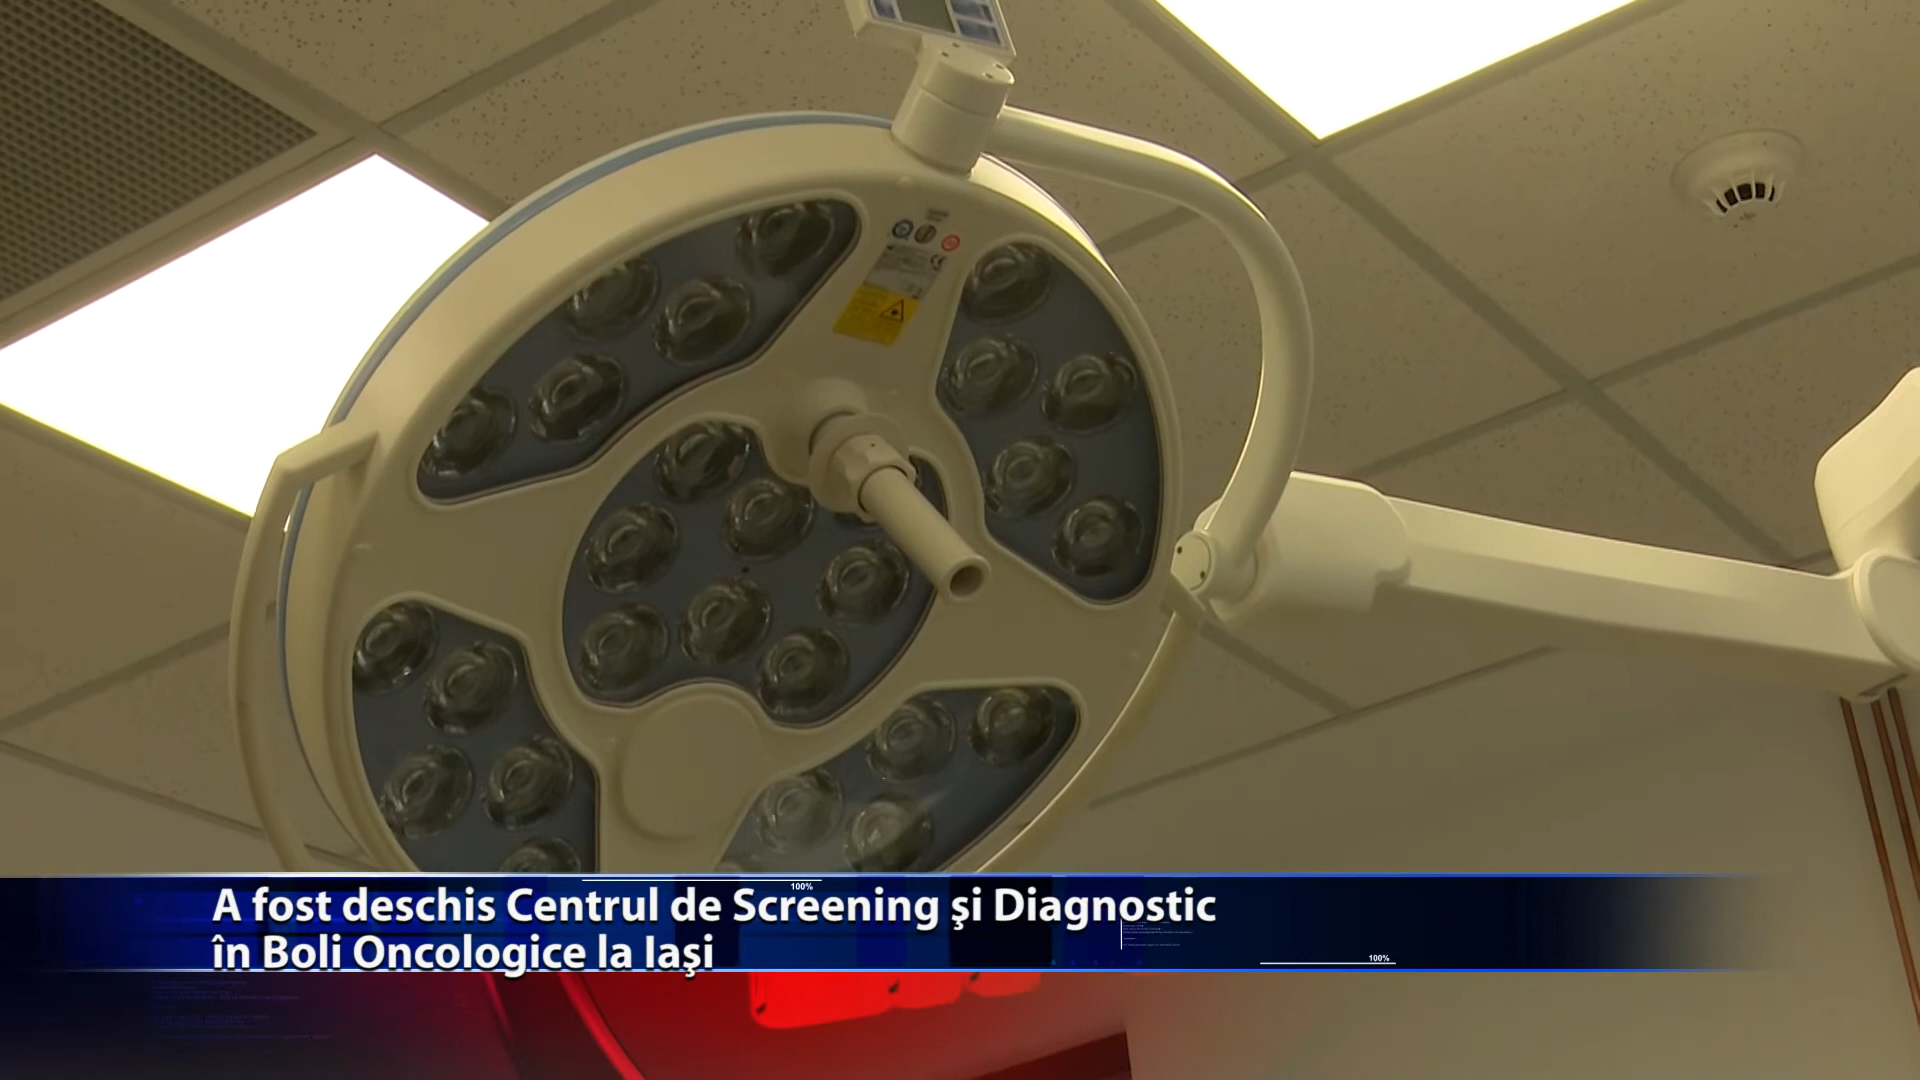 A fost deschis Centrul de Screening şi Diagnostic
în Boli Oncologice la Iaşi
100%
100%